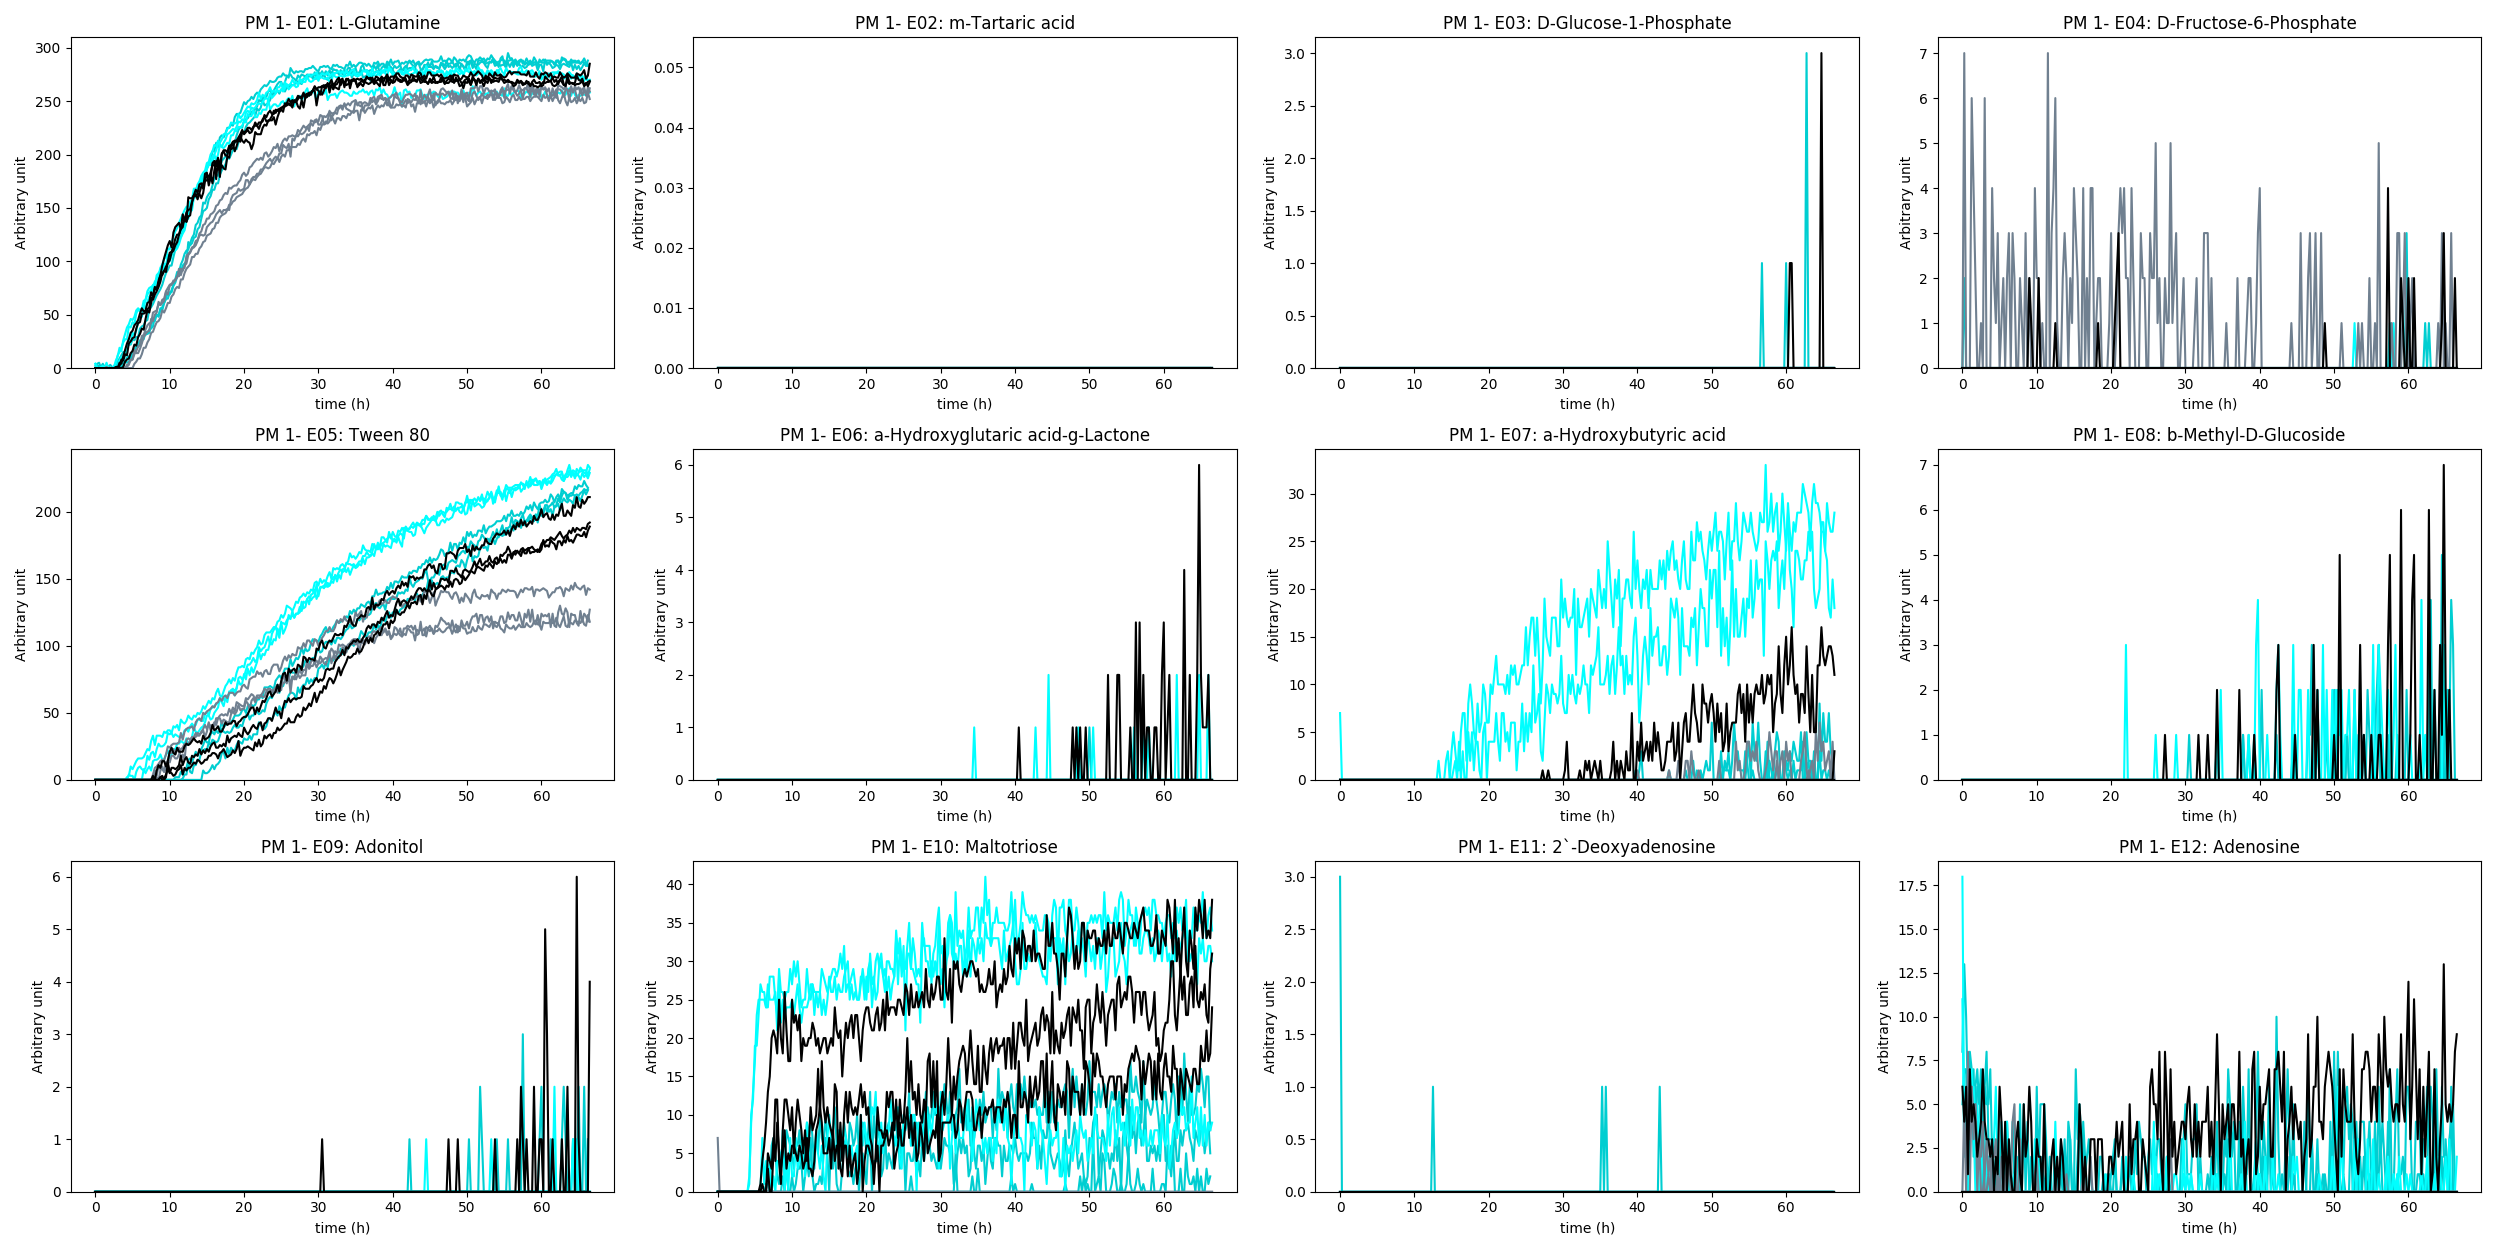 PM 1- E01: L-Glutamine
PM 1- E02: m-Tartaric acid
PM 1- E03: D-Glucose-1-Phosphate
PM 1- E04: D-Fructose-6-Phosphate
Arbitrary unit
300
250
200
150
100
50
0
0 10 20 30 40 50 60
time (h)
Arbitrary unit
0.05
0.04
0.03
0.02
0.01
0.00
0 10 20 30 40 50 60
time (h)
Arbitrary unit
3.0
2.5
2.0
1.5
1.0
0.5
0.0
0 10 20 30 40 50 60
time (h)
Arbitrary unit
7
6
5
4
3
2
1
0
0 10 20 30 40 50 60
time (h)
PM 1- E05: Tween 80
PM 1- E06: a-Hydroxyglutaric acid-g-Lactone
PM 1- E07: a-Hydroxybutyric acid
PM 1- E08: b-Methyl-D-Glucoside
Arbitrary unit
200
150
100
50
0
0 10 20 30 40 50 60
time (h)
Arbitrary unit
6
5
4
3
2
1
0
0 10 20 30 40 50 60
time (h)
Arbitrary unit
30
25
20
15
10
5
0
0 10 20 30 40 50 60
time (h)
Arbitrary unit
7
6
5
4
3
2
1
0
0 10 20 30 40 50 60
time (h)
PM 1- E09: Adonitol
PM 1- E10: Maltotriose
PM 1- E11: 2`-Deoxyadenosine
PM 1- E12: Adenosine
Arbitrary unit
6
5
4
3
2
1
0
0 10 20 30 40 50 60
time (h)
Arbitrary unit
40
35
30
25
20
15
10
5
0
0 10 20 30 40 50 60
time (h)
Arbitrary unit
3.0
2.5
2.0
1.5
1.0
0.5
0.0
0 10 20 30 40 50 60
time (h)
Arbitrary unit
17.5
15.0
12.5
10.0
7.5
5.0
2.5
0.0
0 10 20 30 40 50 60
time (h)